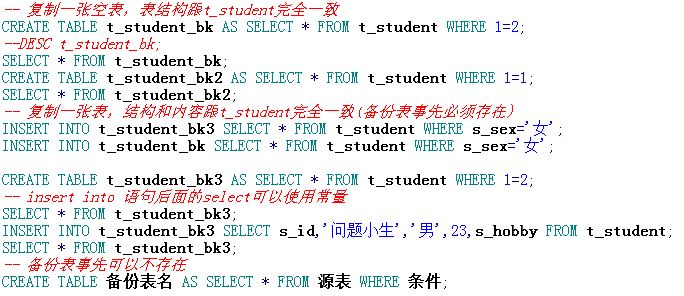 -- 复制一张空表，表结构跟t_student完全一致
CREATE TABLE t_student_bk AS SELECT * FROM t_student WHERE 1=2;
--DESC t_student_bk;
SELECT * FROM t_student_bk;
CREATE TABLE t_student_bk2 AS SELECT * FROM t_student WHERE 1=1;
SELECT * FROM t_student_bk2;
-- 复制一张表，结构和内容跟t_student完全一致(备份表事先必须存在)
INSERT INTO t_student_bk3 SELECT * FROM t_student WHERE s_sex='女';
INSERT INTO t_student_bk SELECT * FROM t_student WHERE s_sex='女';
CREATE TABLE t_student_bk3 AS SELECT * FROM t_student WHERE 1=2;
-- insert into 语句后面的select可以使用常量
SELECT * FROM t_student_bk3;
INSERT INTO t_student_bk3 SELECT s_id,'问题小生','男',23,s_hobby FROM t_student;
SELECT * FROM t_student_bk3;
-- 备份表事先可以不存在
CREATE TABLE 备份表名 AS SELECT * FROM 源表 WHERE 条件;